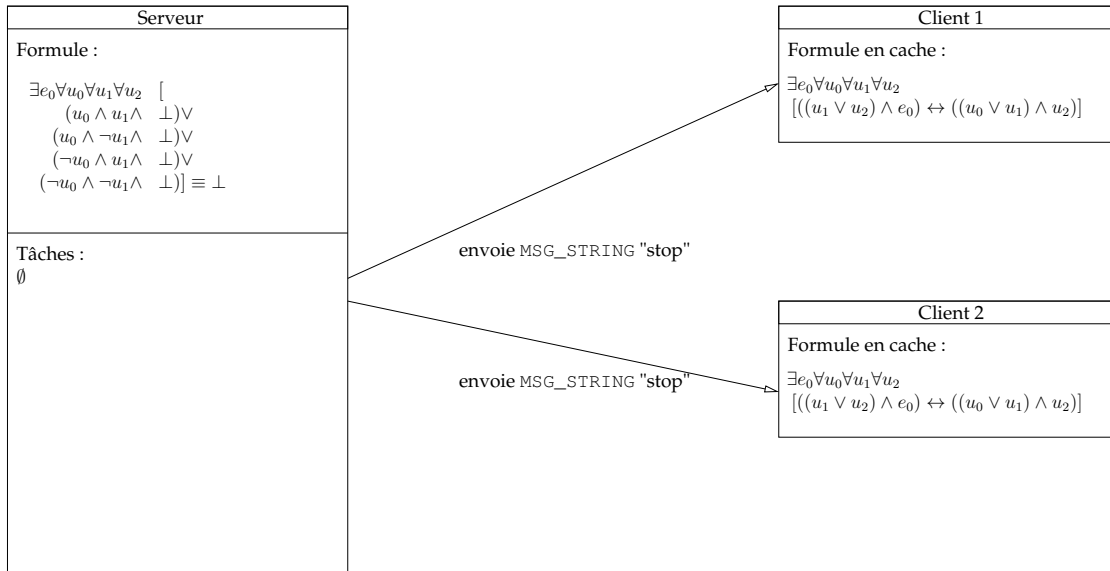 Serveur
Formule :
∃e₀∀u₀∀u₁∀u₂ [
(u₀ ∧ u₁∧ ⊥)∨
(u₀ ∧ ¬u₁∧ ⊥)∨
(¬u₀ ∧ u₁∧ ⊥)∨
(¬u₀ ∧ ¬u₁∧ ⊥)] ≡ ⊥
Tâches :
∅
envoie MSG_STRING "stop"
envoie MSG_STRING "stop"
Client 1
Formule en cache :
∃e₀∀u₀∀u₁∀u₂
[((u₁ ∨ u₂) ∧ e₀) ↔ ((u₀ ∨ u₁) ∧ u₂)]
Client 2
Formule en cache :
∃e₀∀u₀∀u₁∀u₂
[((u₁ ∨ u₂) ∧ e₀) ↔ ((u₀ ∨ u₁) ∧ u₂)]